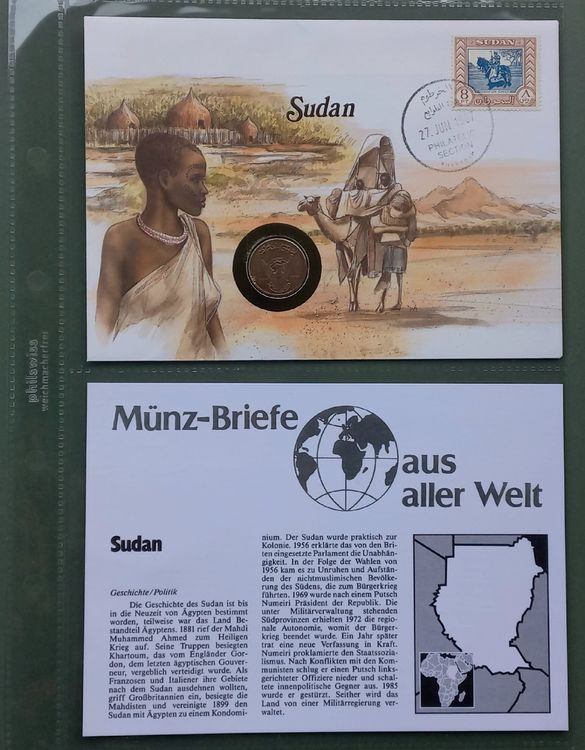 SUDAN
8
٨
السودان
Sudan
27. JUN 1987
PHILATELIC
SECTION
philswiss
weichmacherfrei
Münz-Briefe
aus
aller Welt
Sudan
Geschichte/Politik
Die Geschichte des Sudan ist bis
in die Neuzeit von Ägypten bestimmt
worden, teilweise war das Land Be-
standteil Ägyptens. 1881 rief der Mahdi
Muhammed Ahmed zum Heiligen
Krieg auf. Seine Truppen besiegten
Khartoum, das vom Engländer Gor-
don, dem letzten ägyptischen Gouver-
neur, vergeblich verteidigt wurde. Als
Franzosen und Italiener ihre Gebiete
nach dem Sudan ausdehnen wollten,
griff Großbritannien ein, besiegte die
Mahdisten und vereinigte 1899 den
Sudan mit Ägypten zu einem Kondomi-
nium. Der Sudan wurde praktisch zur
Kolonie. 1956 erklärte das von den Bri-
ten eingesetzte Parlament die Unabhän-
gigkeit. In der Folge der Wahlen von
1956 kam es zu Unruhen und Aufstän-
den der nichtmuslimischen Bevölke-
rung des Südens, die zum Bürgerkrieg
führten. 1969 wurde nach einem Putsch
Numeiri Präsident der Republik. Die
unter Militärverwaltung stehenden
Südprovinzen erhielten 1972 die regio-
nale Autonomie, womit der Bürger-
krieg beendet wurde. Ein Jahr später
trat eine neue Verfassung in Kraft.
Numeiri proklamierte den Staatssozia-
lismus. Nach Konflikten mit den Kom-
munisten schlug er einen Putsch links-
gerichteter Offiziere nieder und schal-
tete innenpolitische Gegner aus. 1985
wurde er gestürzt. Seither wird das
Land von einer Militärregierung ver-
waltet.